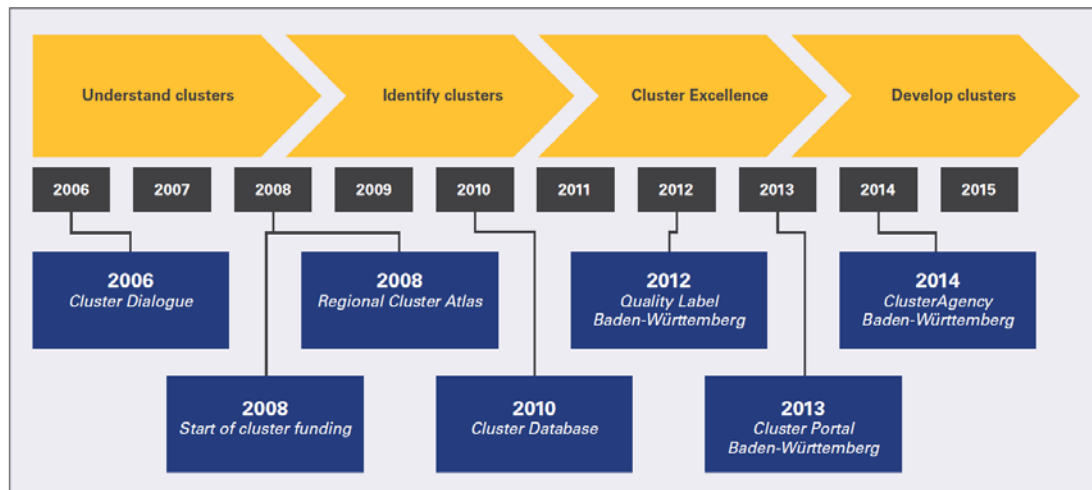 Understand clusters
Identify clusters
Cluster Excellence
Develop clusters
2006
2007
2008
2009
2010
2011
2012
2013
2014
2015
2006
Cluster Dialogue
2008
Regional Cluster Atlas
2012
Quality Label
Baden-Württemberg
2014
ClusterAgency
Baden-Württemberg
2008
Start of cluster funding
2010
Cluster Database
2013
Cluster Portal
Baden-Württemberg